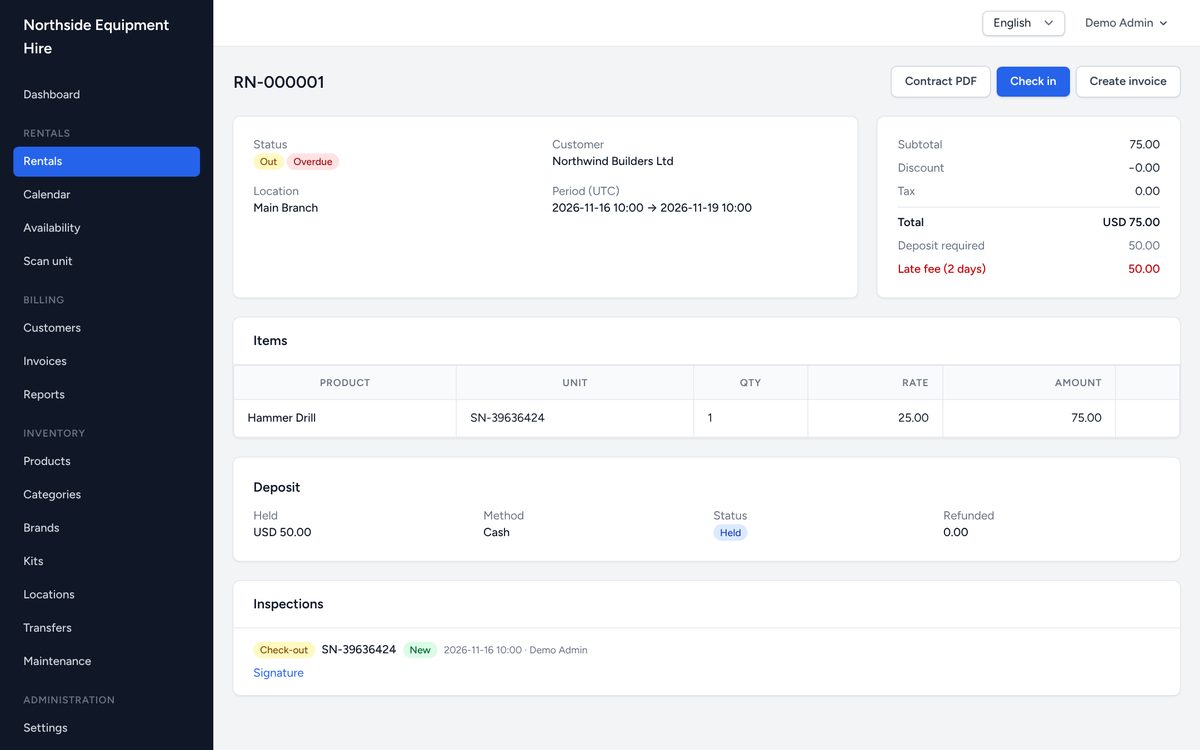 Northside Equipment
Hire
Dashboard
RENTALS
Rentals
Calendar
Availability
Scan unit
BILLING
Customers
Invoices
Reports
INVENTORY
Products
Categories
Brands
Kits
Locations
Transfers
Maintenance
ADMINISTRATION
Settings
English
Demo Admin
RN-000001
Contract PDF
Check in
Create invoice
Status
Out Overdue
Customer
Northwind Builders Ltd
Location
Main Branch
Period (UTC)
2026-11-16 10:00 → 2026-11-19 10:00
Subtotal 75.00
Discount −0.00
Tax 0.00
Total USD 75.00
Deposit required 50.00
Late fee (2 days) 50.00
Items
PRODUCT UNIT QTY RATE AMOUNT
Hammer Drill SN-39636424 1 25.00 75.00
Deposit
Held Method Status Refunded
USD 50.00 Cash Held 0.00
Inspections
Check-out SN-39636424 New 2026-11-16 10:00 · Demo Admin
Signature